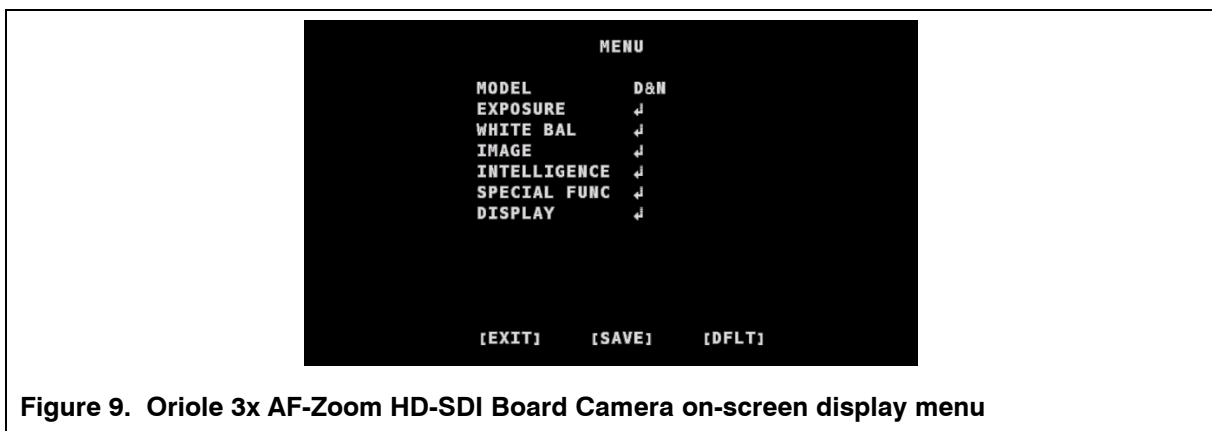 MENU
MODEL D&N
EXPOSURE ↲
WHITE BAL ↲
IMAGE ↲
INTELLIGENCE ↲
SPECIAL FUNC ↲
DISPLAY ↲
[EXIT] [SAVE] [DFLT]
Figure 9. Oriole 3x AF-Zoom HD-SDI Board Camera on-screen display menu